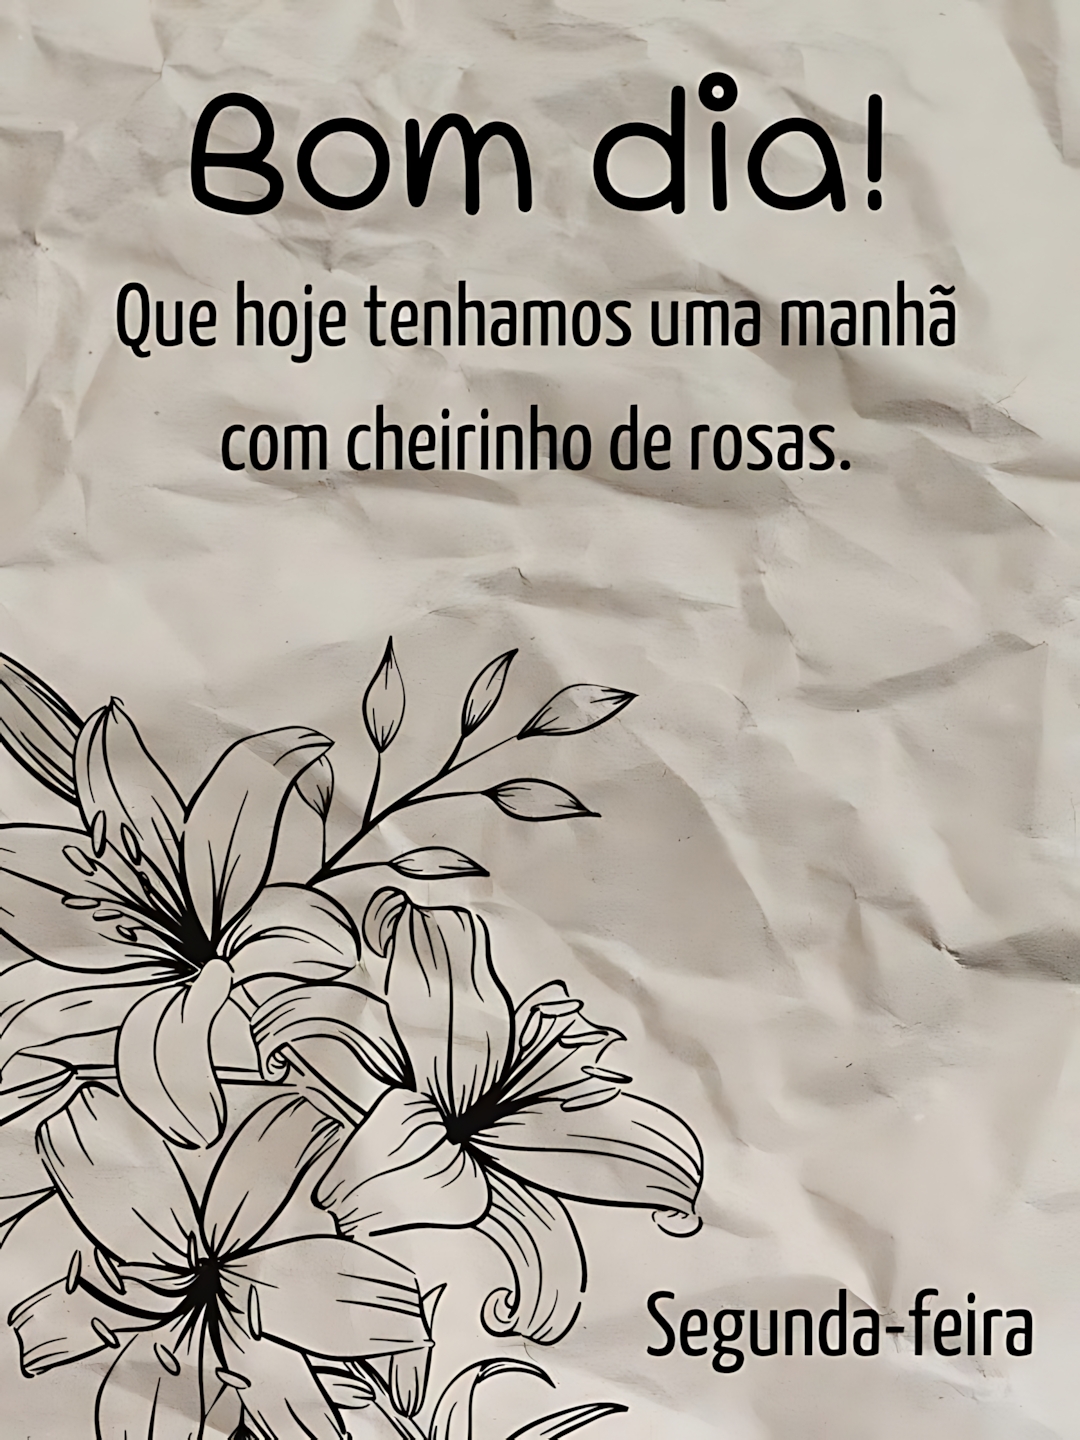 Bom dia!
Que hoje tenhamos uma manhã
com cheirinho de rosas.
Segunda-feira